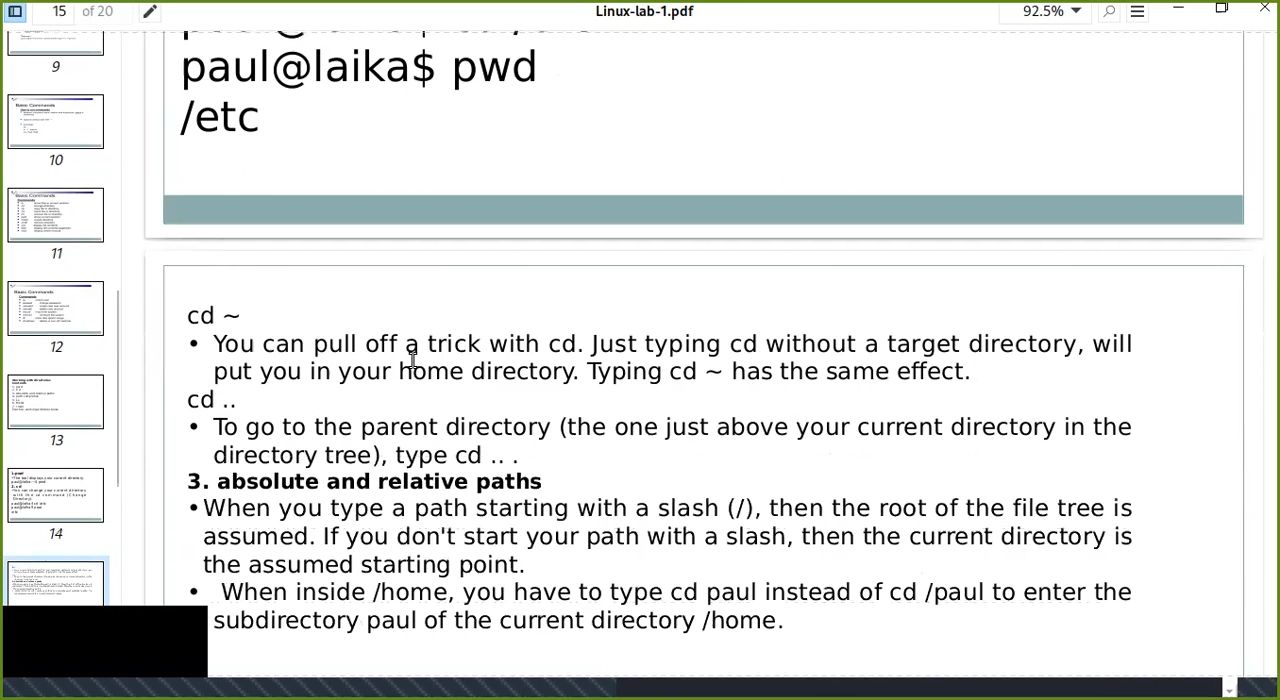 15 of 20
Linux-lab-1.pdf
92.5%
paul@laika$ pwd
/etc
9
10
11
12
13
14
Basic Commands
Basic Commands
Basic Commands
cd ~
• You can pull off a trick with cd. Just typing cd without a target directory, will
put you in your home directory. Typing cd ~ has the same effect.
cd ..
• To go to the parent directory (the one just above your current directory in the
directory tree), type cd .. .
3. absolute and relative paths
•When you type a path starting with a slash (/), then the root of the file tree is
assumed. If you don't start your path with a slash, then the current directory is
the assumed starting point.
• When inside /home, you have to type cd paul instead of cd /paul to enter the
subdirectory paul of the current directory /home.